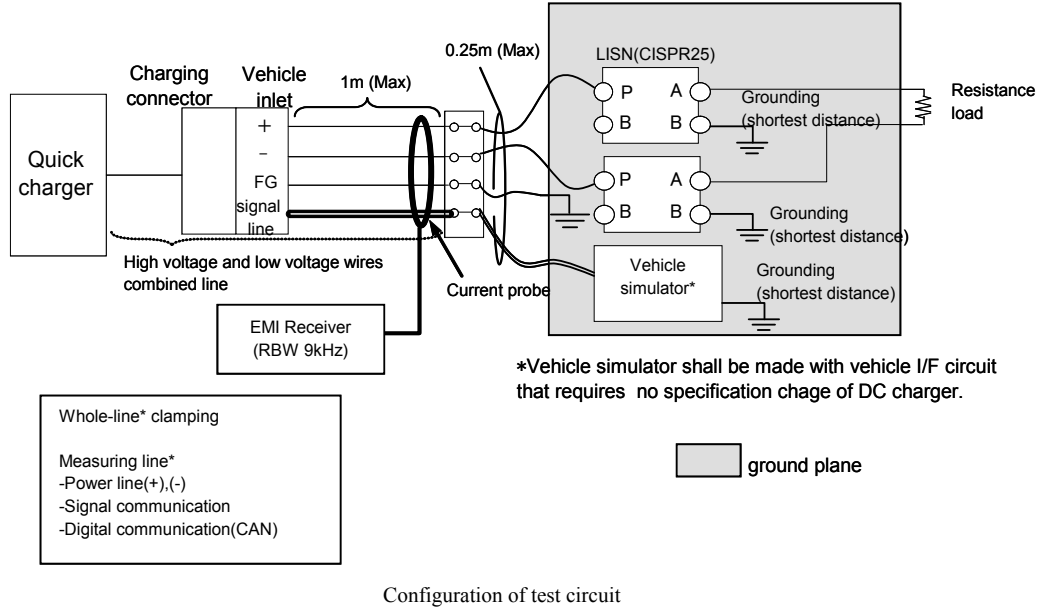 0.25m (Max)
LISN(CISPR25)
Charging
connector
Vehicle
inlet
1m (Max)
P
A
B
B
Grounding
(shortest distance)
Resistance
load
Quick
charger
+
-
FG
signal
line
P
A
B
B
Grounding
(shortest distance)
High voltage and low voltage wires
combined line
Current probe
Vehicle
simulator*
Grounding
(shortest distance)
EMI Receiver
(RBW 9kHz)
*Vehicle simulator shall be made with vehicle I/F circuit
that requires no specification chage of DC charger.
Whole-line* clamping
Measuring line*
-Power line(+),(-)
-Signal communication
-Digital communication(CAN)
ground plane
Configuration of test circuit